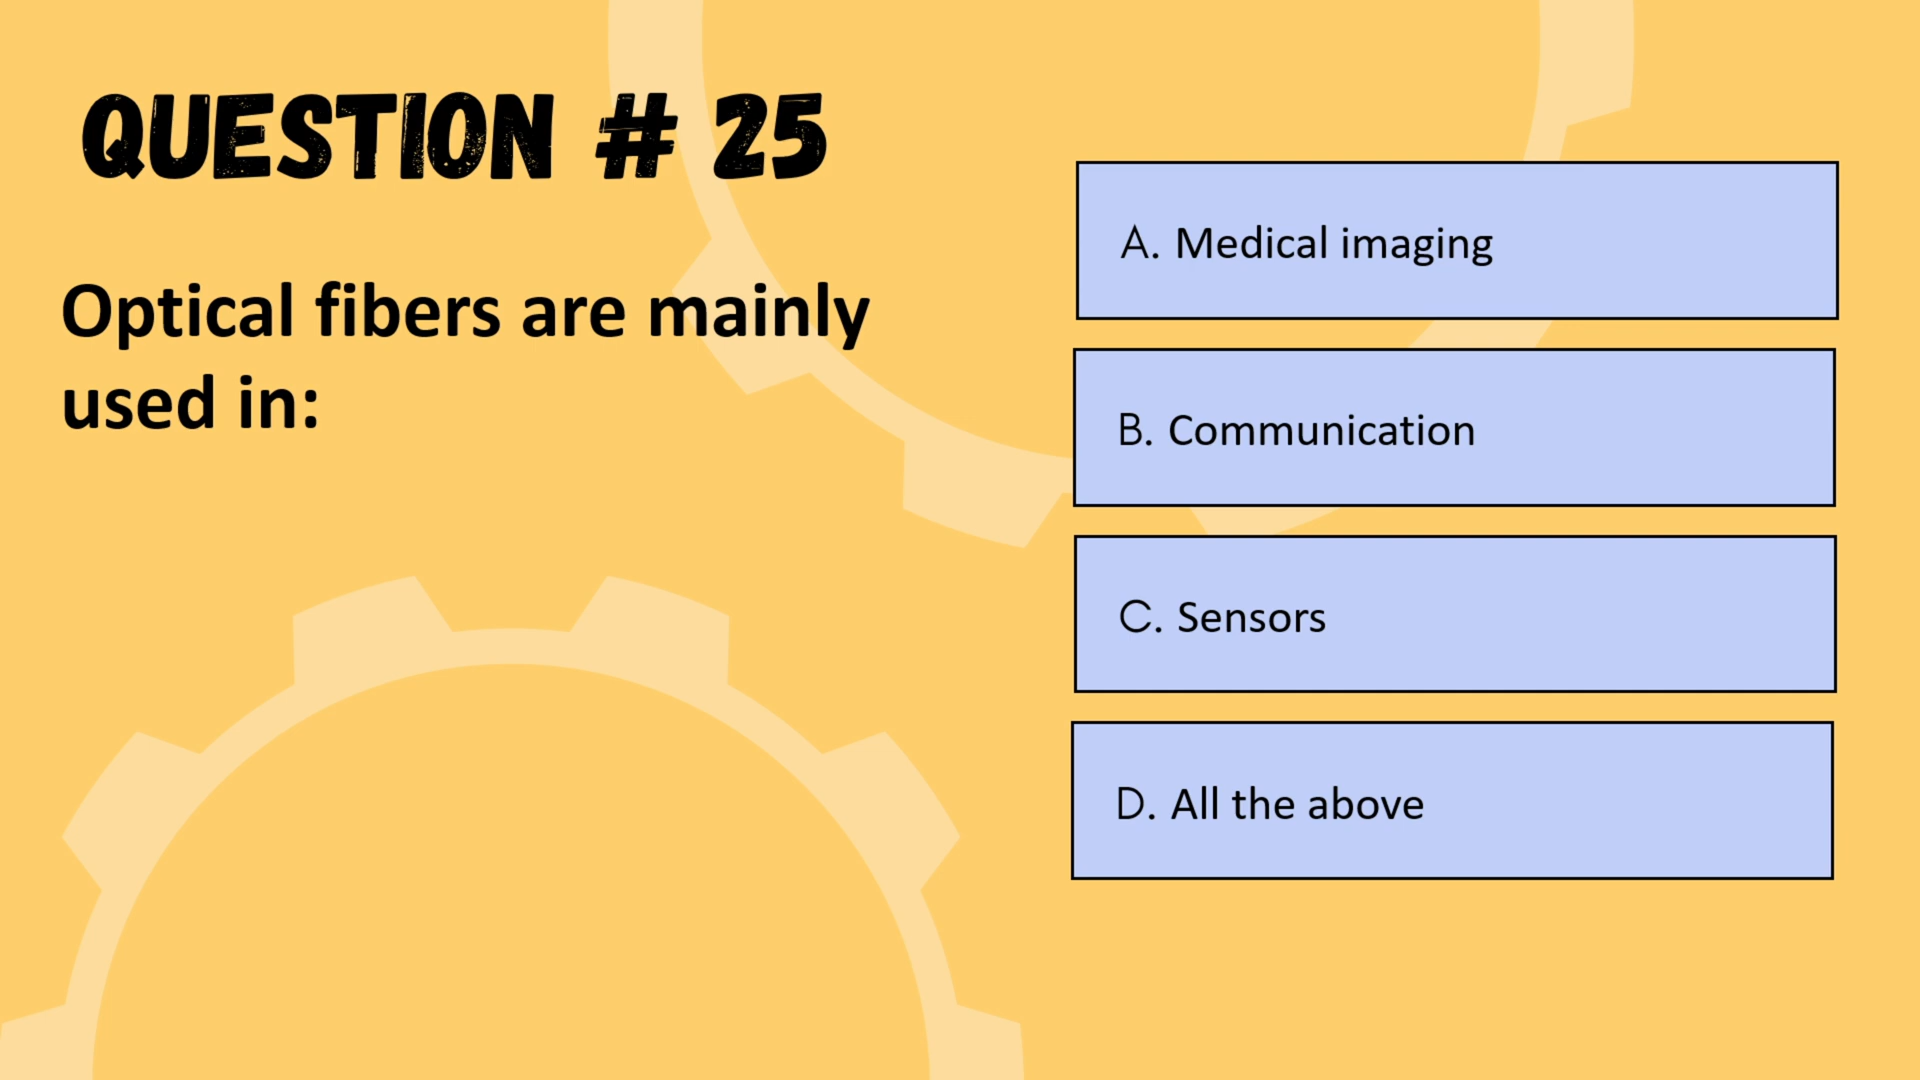 QUESTION # 25
Optical fibers are mainly
used in:
A. Medical imaging
B. Communication
C. Sensors
D. All the above